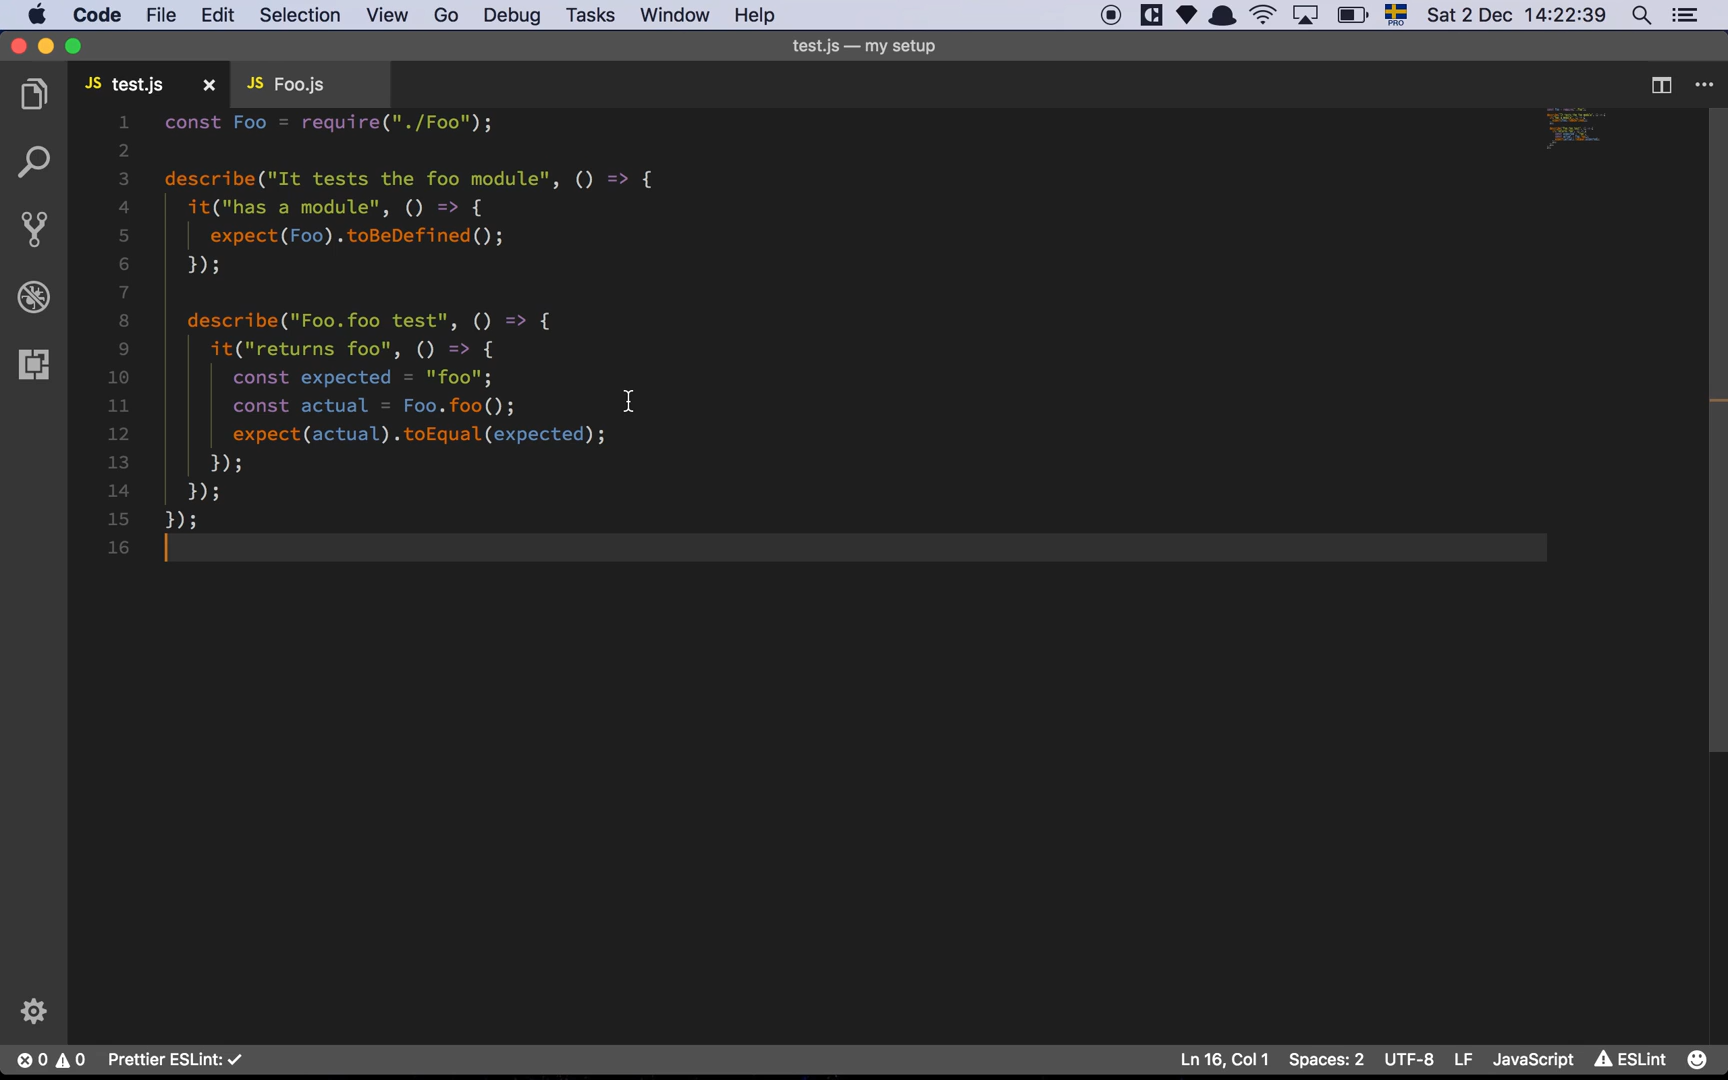 Code File Edit Selection View Go Debug Tasks Window Help PRO Sat 2 Dec 14:22:39
test.js — my setup
JS test.js × JS Foo.js
1 const Foo = require("./Foo");
2
3 describe("It tests the foo module", () => {
4 it("has a module", () => {
5 expect(Foo).toBeDefined();
6 });
7
8 describe("Foo.foo test", () => {
9 it("returns foo", () => {
10 const expected = "foo";
11 const actual = Foo.foo();
12 expect(actual).toEqual(expected);
13 });
14 });
15 });
16
0 0 Prettier ESLint: ✓ Ln 16, Col 1 Spaces: 2 UTF-8 LF JavaScript ESLint